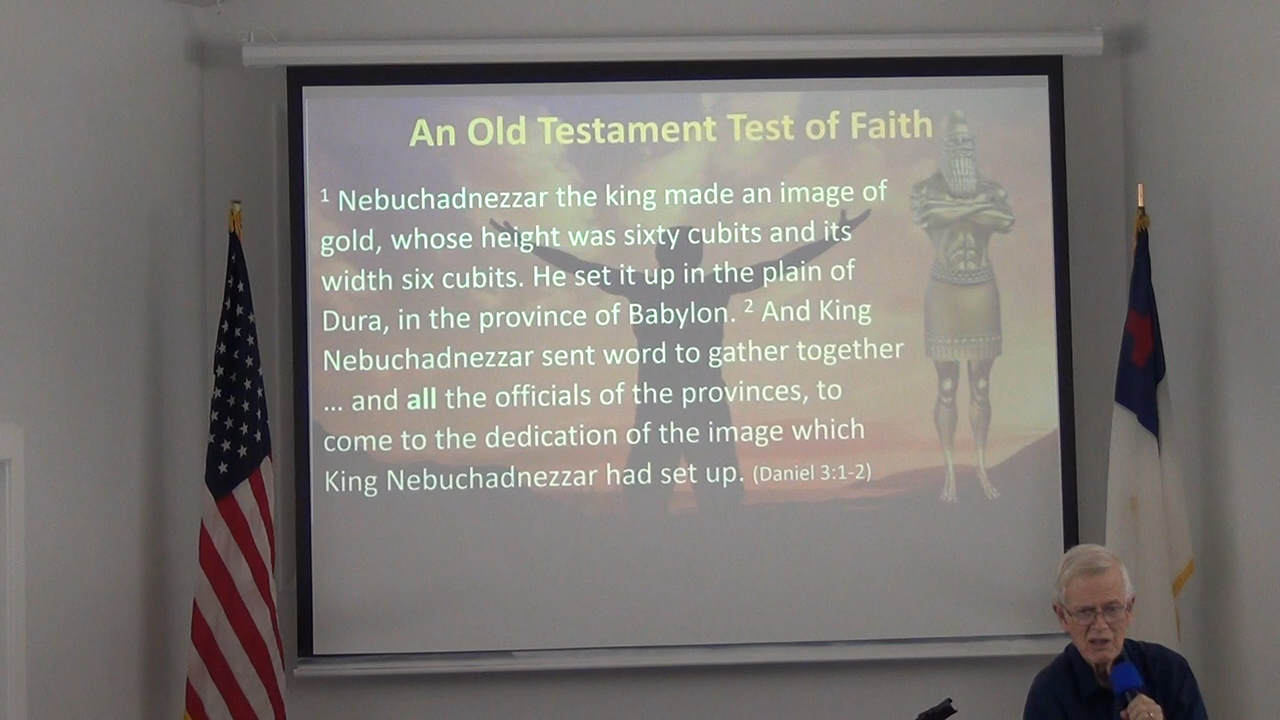 An Old Testament Test of Faith
¹ Nebuchadnezzar the king made an image of
gold, whose height was sixty cubits and its
width six cubits. He set it up in the plain of
Dura, in the province of Babylon. ² And King
Nebuchadnezzar sent word to gather together
... and all the officials of the provinces, to
come to the dedication of the image which
King Nebuchadnezzar had set up. (Daniel 3:1-2)